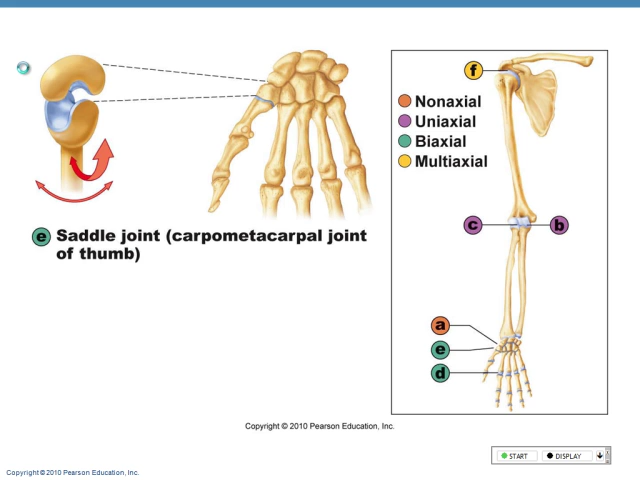 f
Nonaxial
Uniaxial
Biaxial
Multiaxial
e Saddle joint (carpometacarpal joint
of thumb)
c
b
a
e
d
Copyright © 2010 Pearson Education, Inc.
START DISPLAY
Copyright © 2010 Pearson Education, Inc.